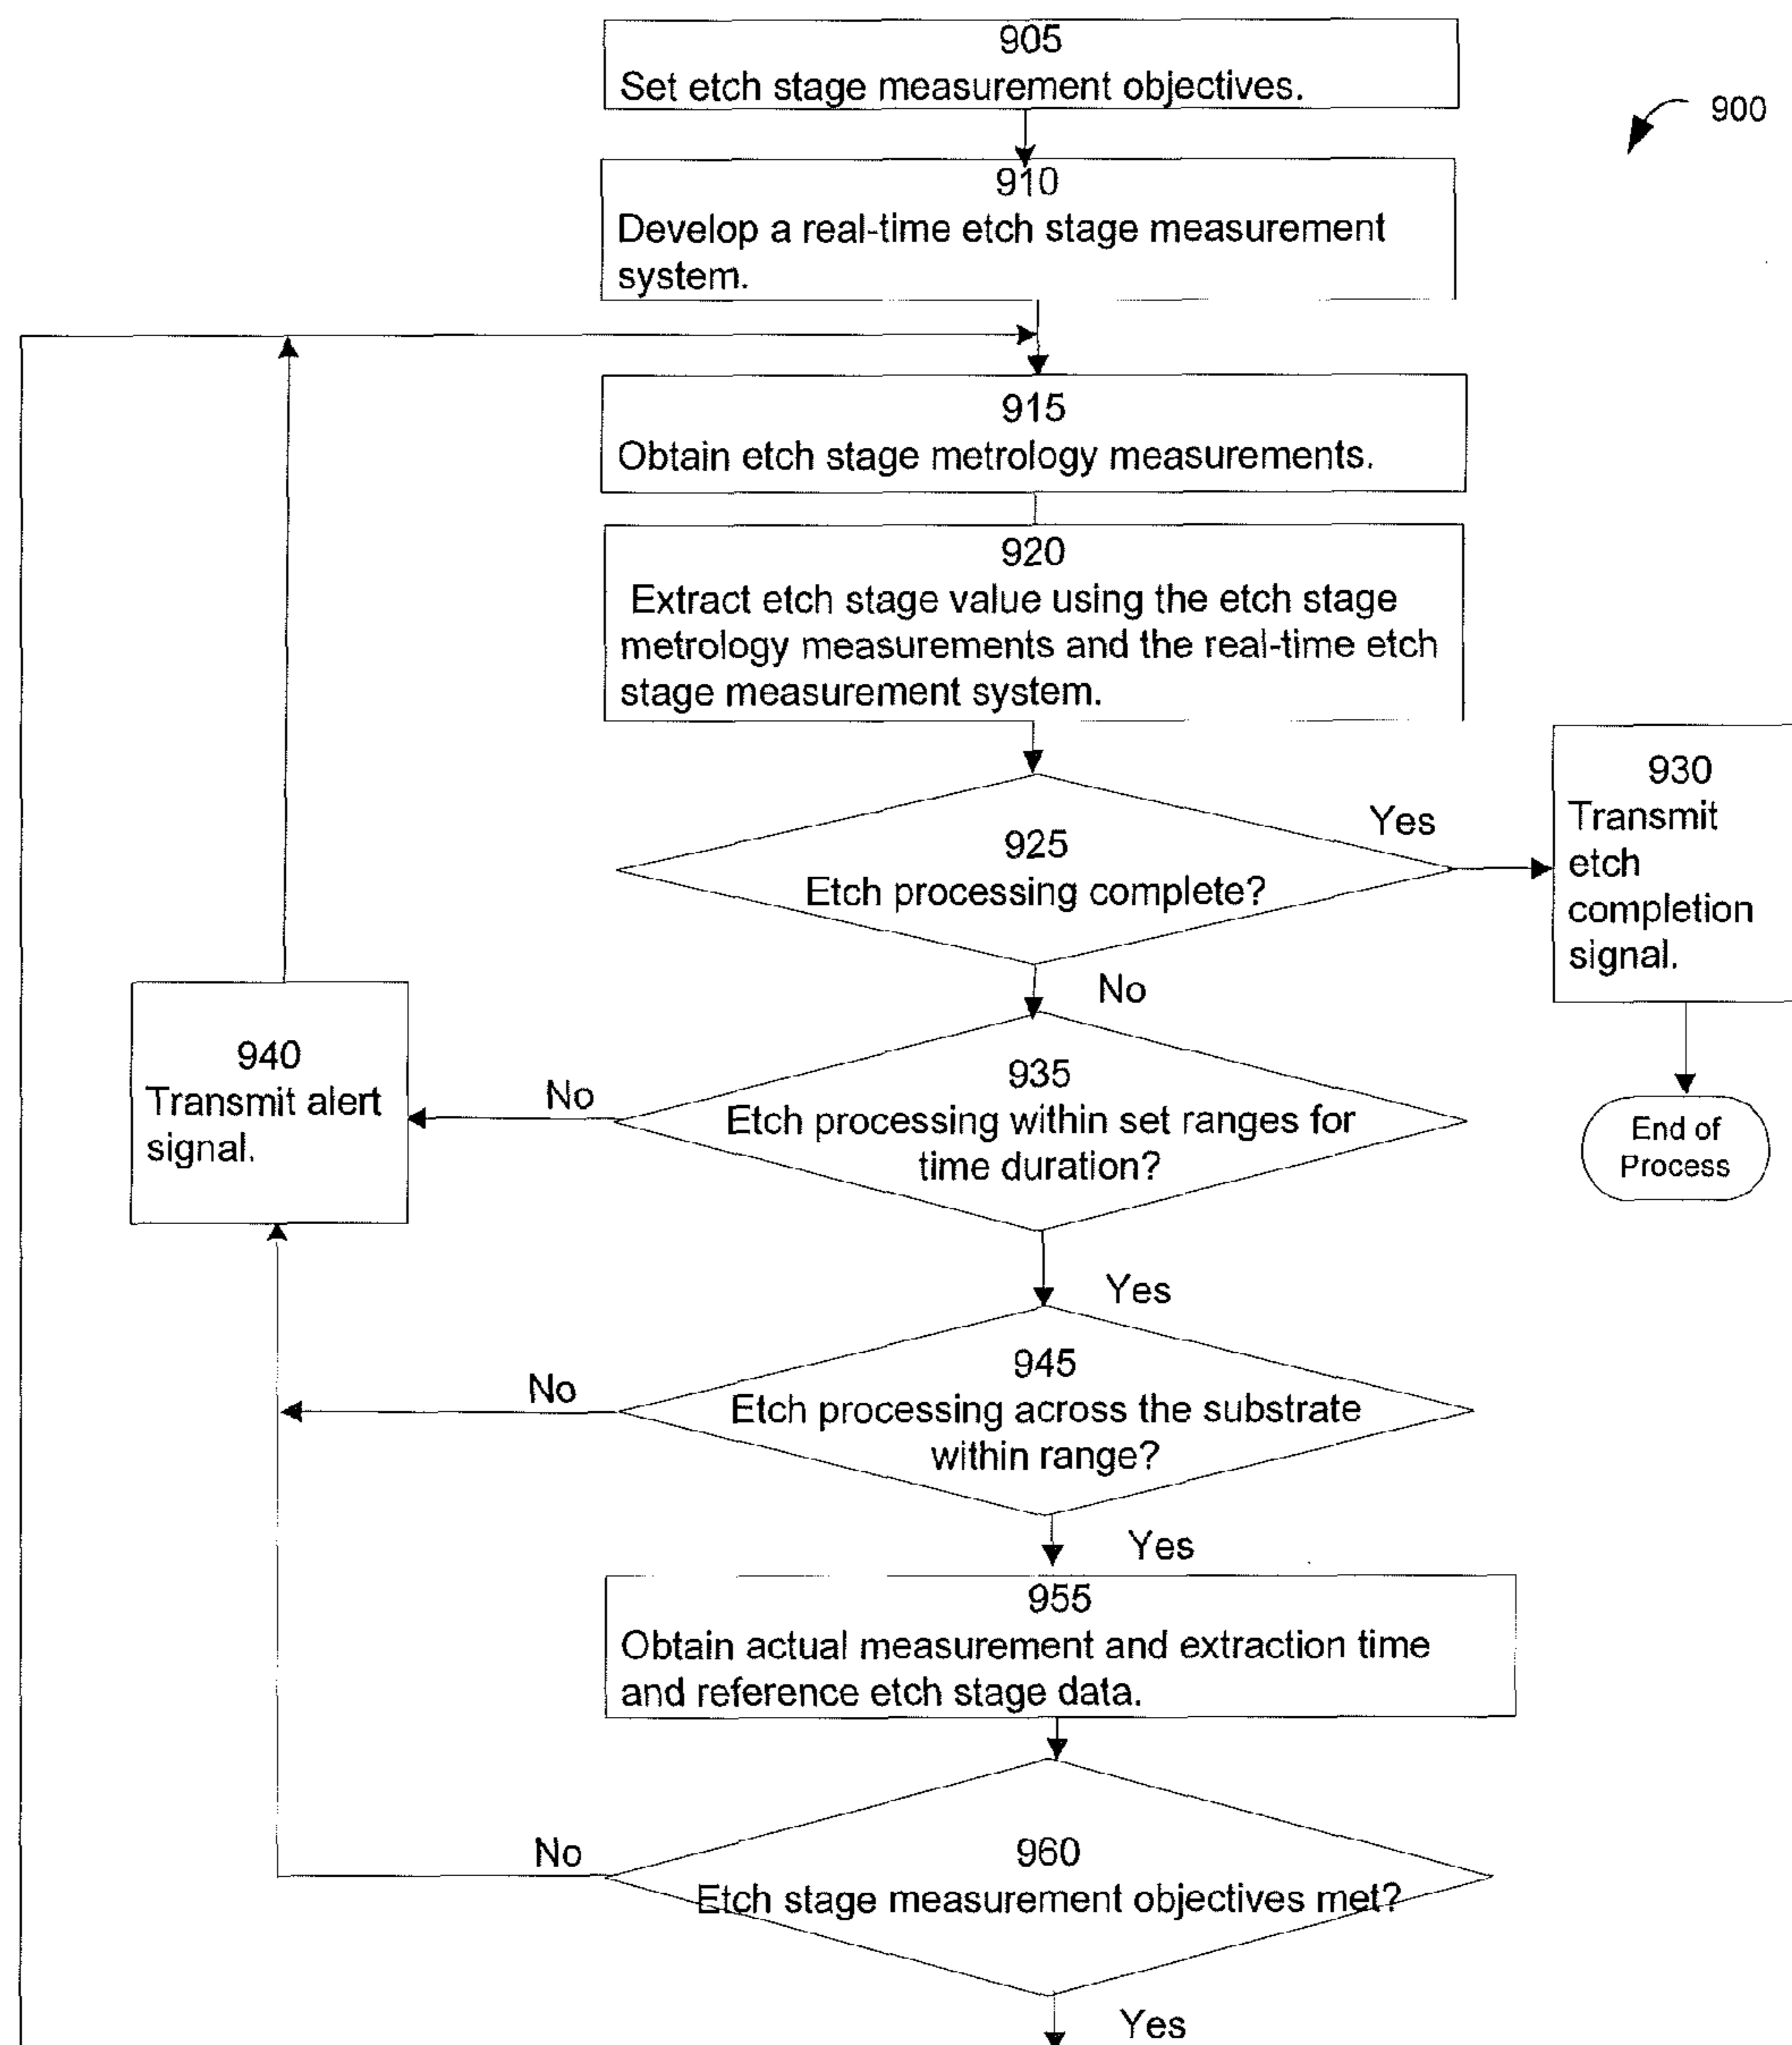 905
Set etch stage measurement objectives.
900
910
Develop a real-time etch stage measurement
system.
915
Obtain etch stage metrology measurements.
920
Extract etch stage value using the etch stage
metrology measurements and the real-time etch
stage measurement system.
925
Etch processing complete?
Yes
930
Transmit
etch
completion
signal.
No
End of
Process
935
Etch processing within set ranges for
time duration?
No
940
Transmit alert
signal.
Yes
945
Etch processing across the substrate
within range?
No
Yes
955
Obtain actual measurement and extraction time
and reference etch stage data.
960
Etch stage measurement objectives met?
No
Yes